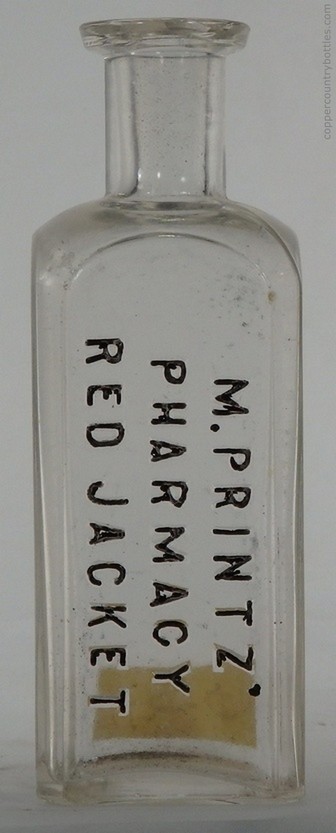 M. PRINTZ'
PHARMACY
RED JACKET
coppercountrybottles.com